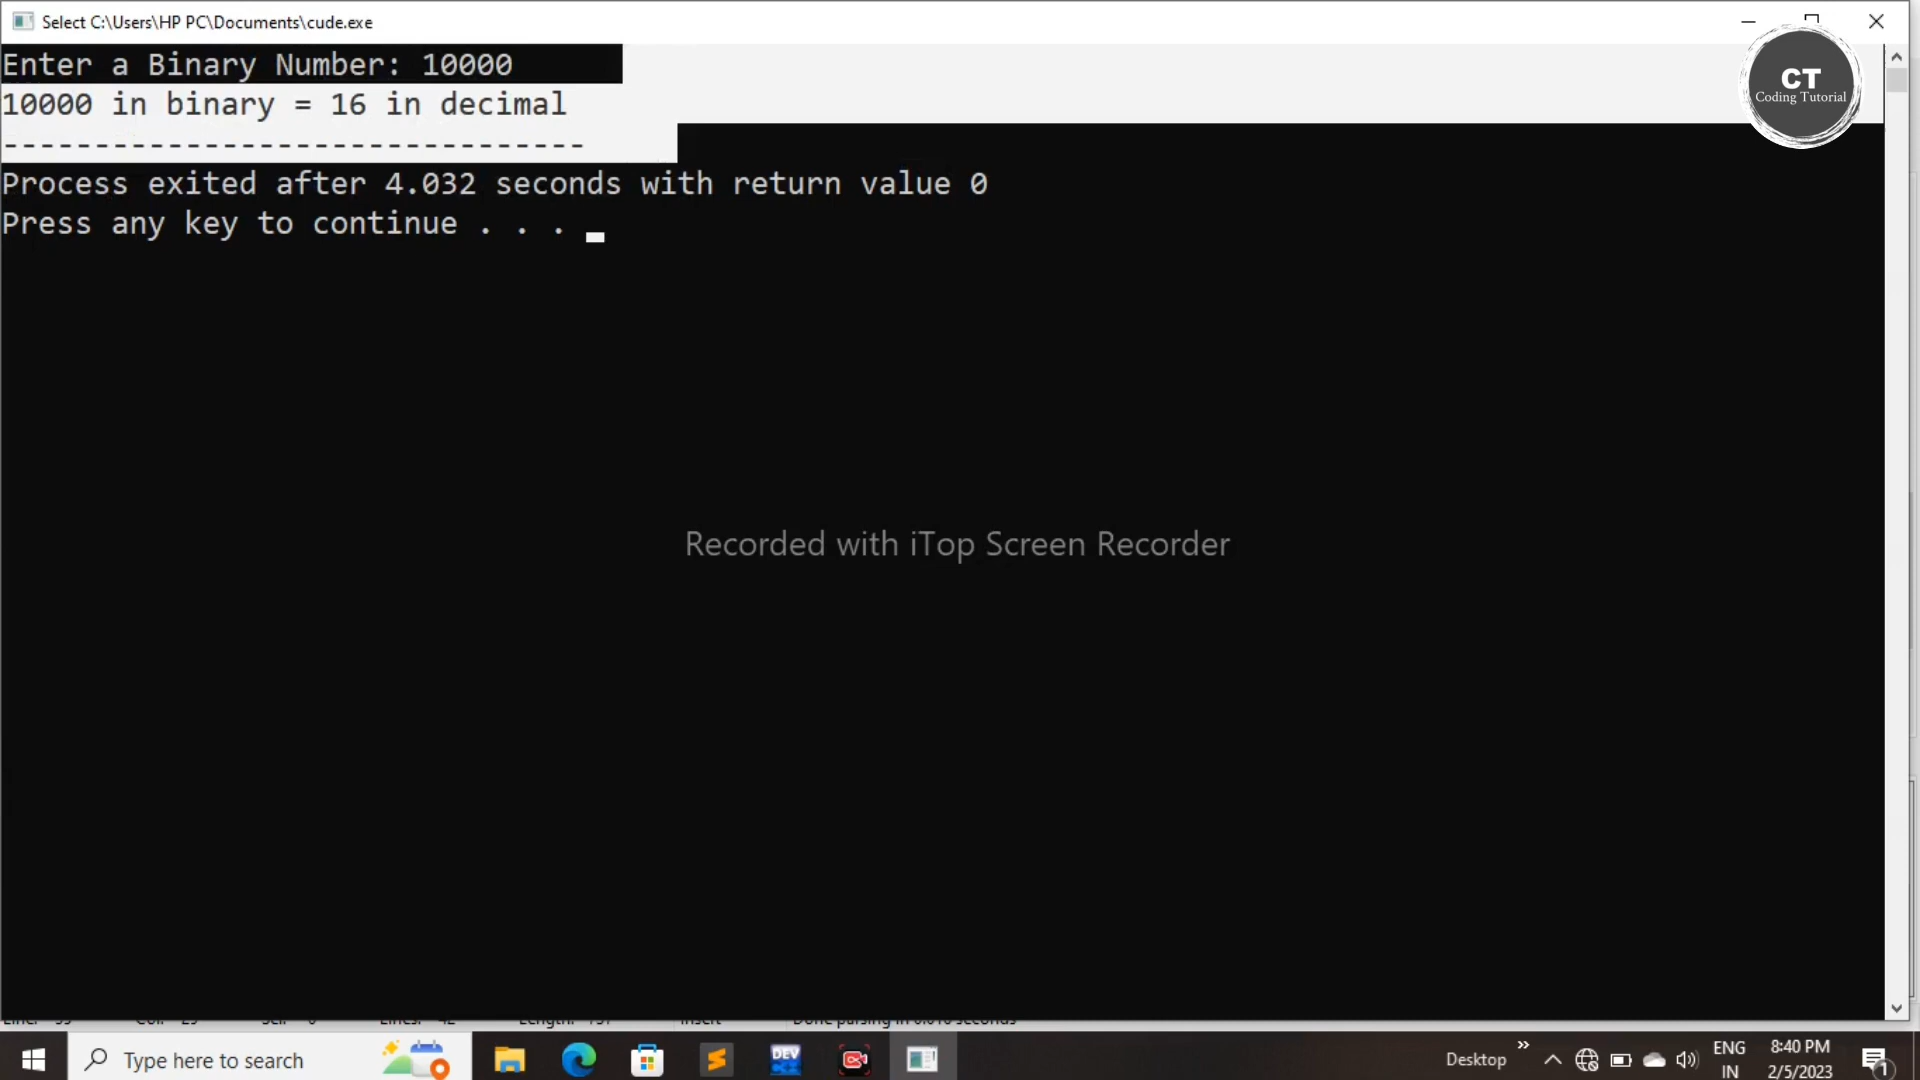 Select C:\Users\HP PC\Documents\cude.exe
CT
Coding Tutorial
Enter a Binary Number: 10000
10000 in binary = 16 in decimal
--------------------------------
Process exited after 4.032 seconds with return value 0
Press any key to continue . . .
Recorded with iTop Screen Recorder
Type here to search
DEV
Desktop
ENG
IN
8:40 PM
2/5/2023
1